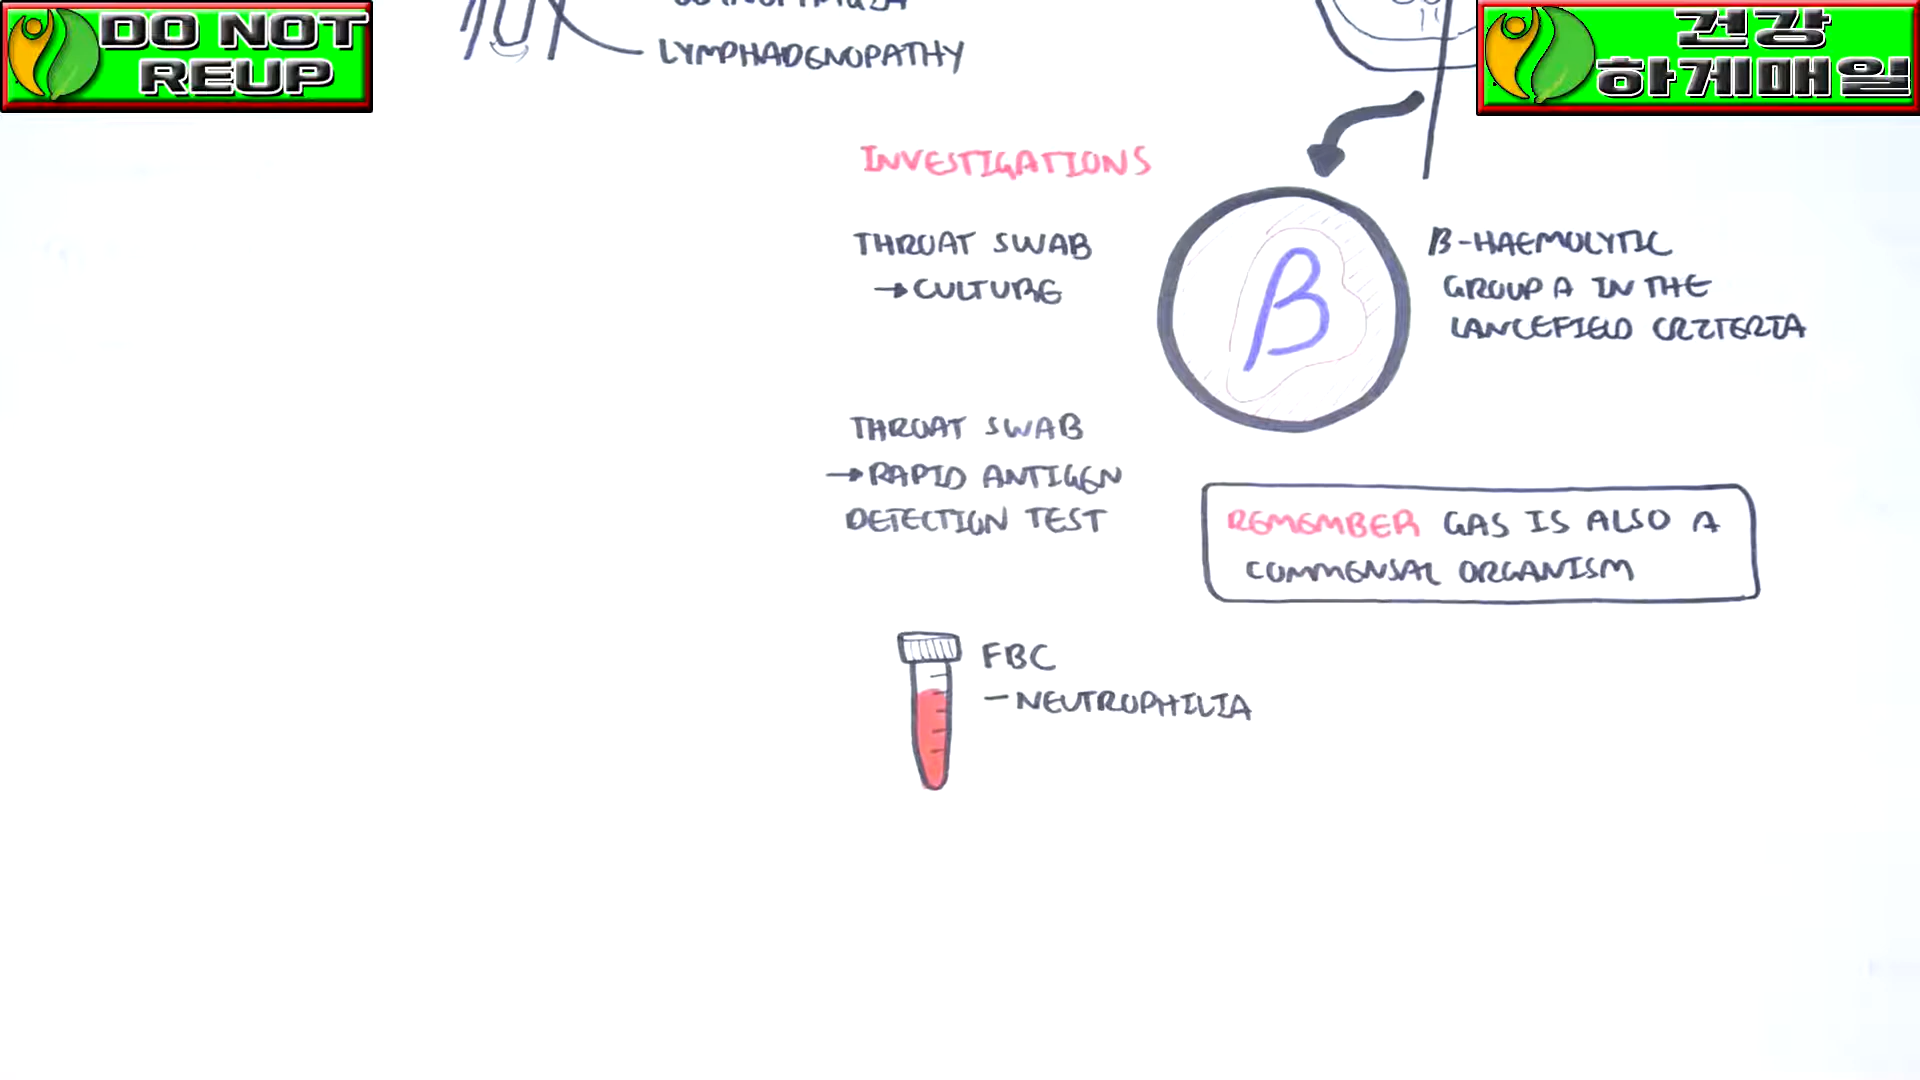 DO NOT
REUP
건강
하게매일
LYMPHADENOPATHY
INVESTIGATIONS
THROAT SWAB
→ CULTURE
β
β-HAEMOLYTIC
GROUP A IN THE
LANCEFIELD CRITERIA
THROAT SWAB
→ RAPID ANTIGEN
DETECTION TEST
REMEMBER GAS IS ALSO A
COMMENSAL ORGANISM
FBC
- NEUTROPHILIA